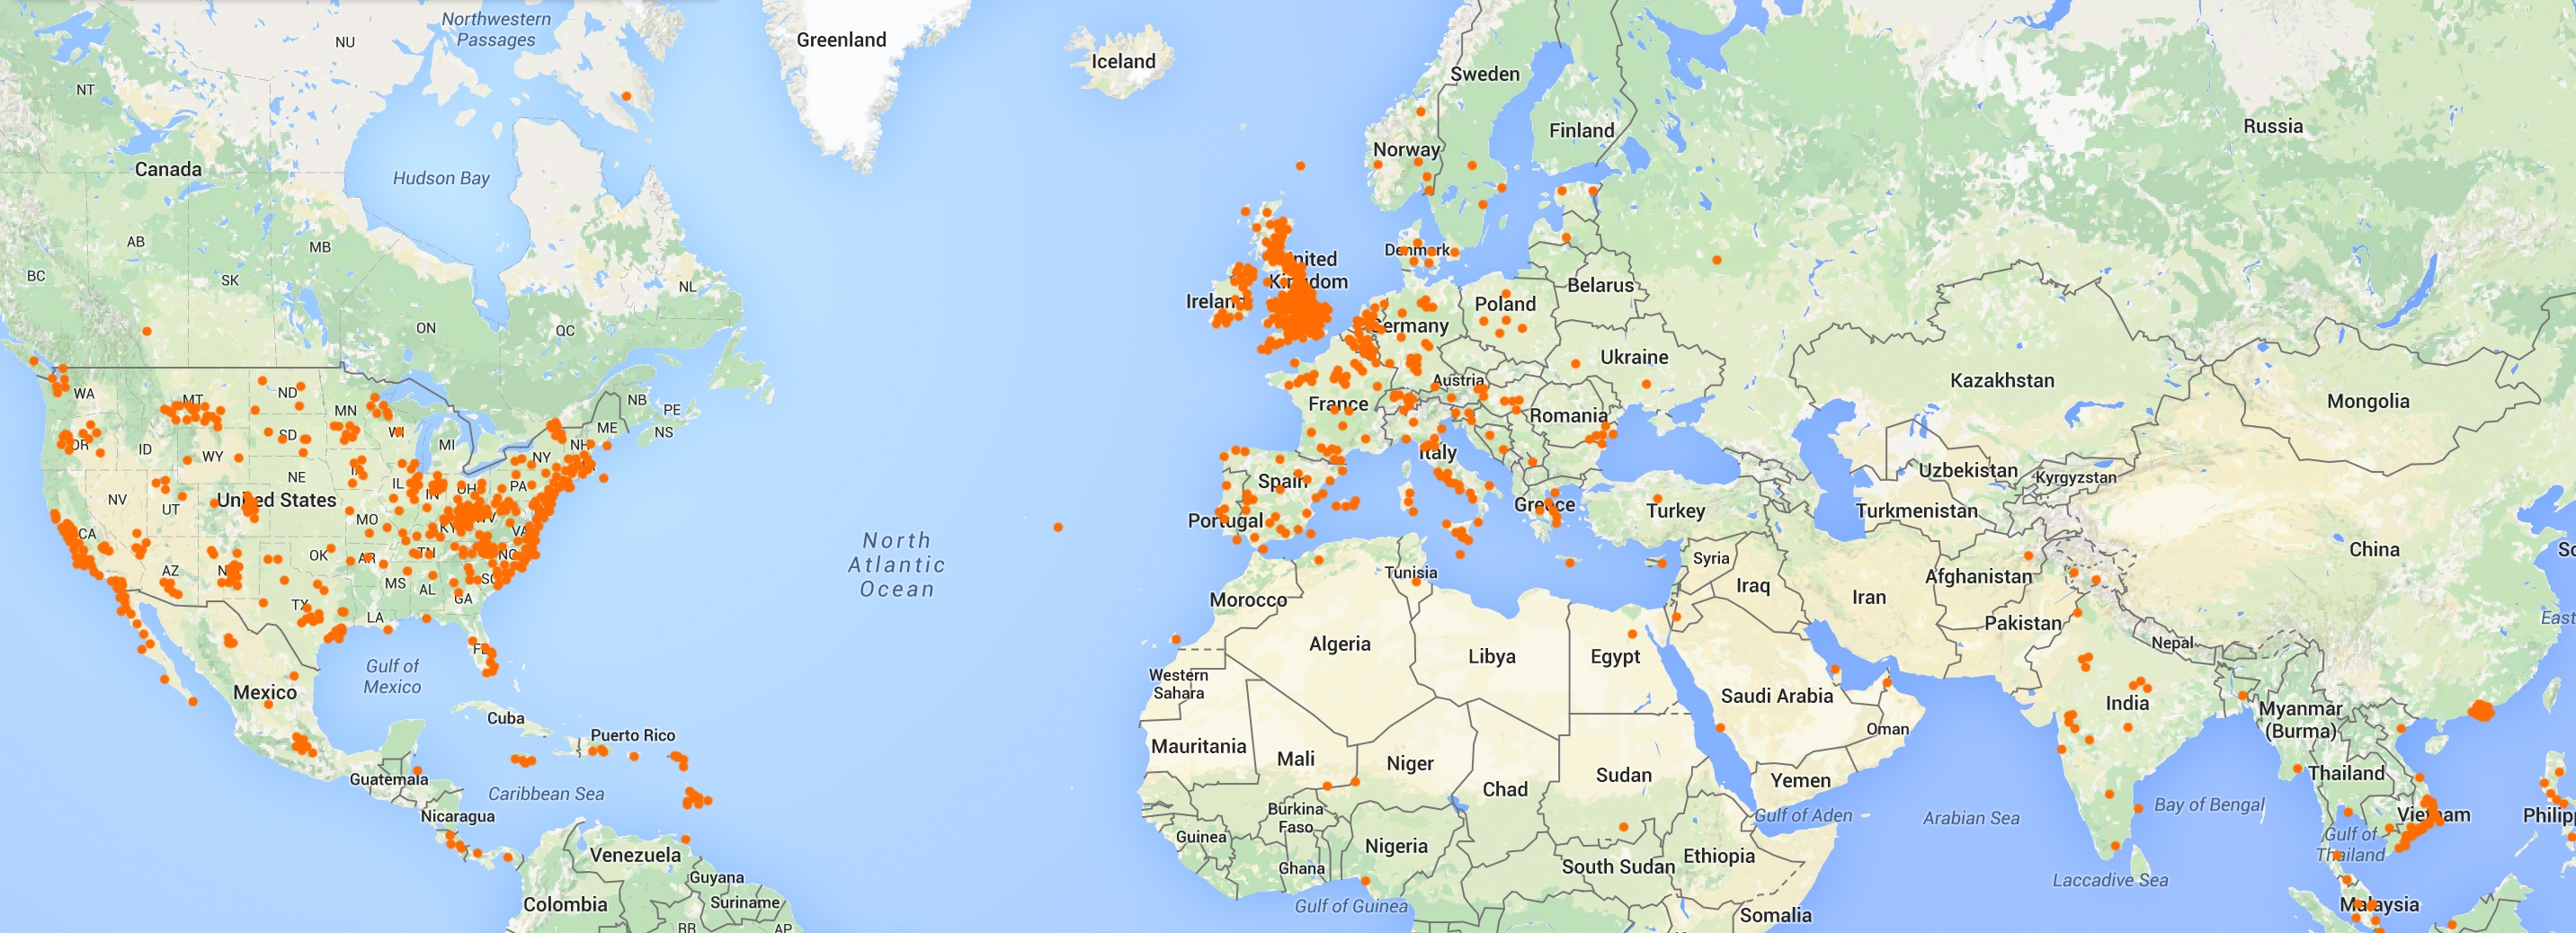 Northwestern
Passages
NU
Greenland
Iceland
NT
Sweden
Finland
Norway
Russia
Canada
Hudson Bay
AB
MB
BC
SK
NL
ON
QC
Denmark
United
Kingdom
Ireland
Belarus
Poland
Germany
Ukraine
Austria
Kazakhstan
Mongolia
France
Romania
WA
MT
ND
MN
NB
PE
NS
ME
OR
ID
SD
WI
MI
NH
WY
NY
NE
IA
IL
IN
OH
PA
NV
UT
United States
CA
MO
KY
WV
VA
OK
AR
TN
NC
AZ
NM
MS
AL
SC
GA
TX
LA
FL
Italy
Spain
Portugal
Greece
Turkey
Uzbekistan
Kyrgyzstan
Turkmenistan
China
North
Atlantic
Ocean
Syria
Tunisia
Iraq
Iran
Afghanistan
Morocco
Pakistan
East
Nepal
Algeria
Libya
Egypt
Western
Sahara
Saudi Arabia
India
Gulf of
Mexico
Mexico
Cuba
Puerto Rico
Oman
Myanmar
(Burma)
Mauritania
Mali
Niger
Sudan
Chad
Yemen
Thailand
Guatemala
Caribbean Sea
Nicaragua
Burkina
Faso
Guinea
Gulf of Aden
Arabian Sea
Bay of Bengal
Vietnam
Philip
Gulf of
Thailand
Nigeria
Ghana
Ethiopia
South Sudan
Venezuela
Guyana
Suriname
Colombia
RR
AP
Gulf of Guinea
Somalia
Laccadive Sea
Malaysia